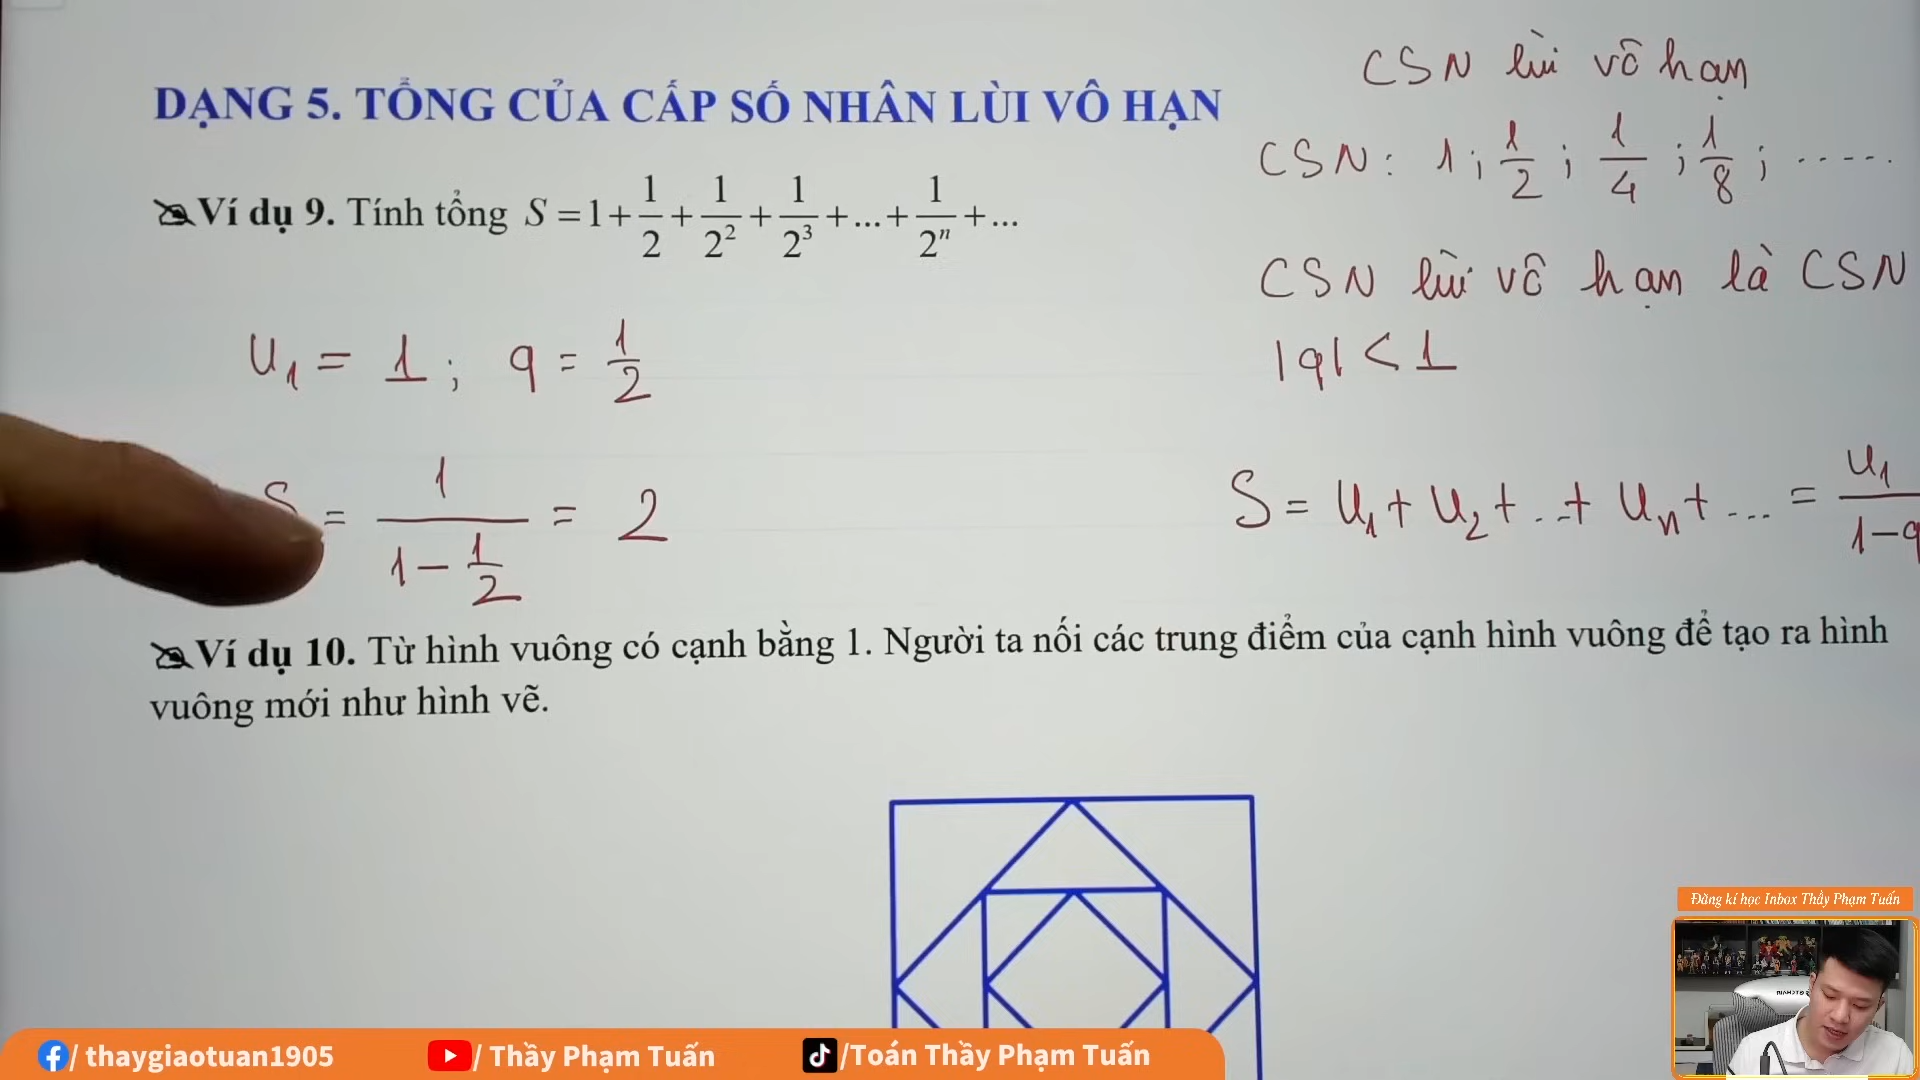 CSN lùi vô hạn
DẠNG 5. TỔNG CỦA CẤP SỐ NHÂN LÙI VÔ HẠN
CSN: 1; 1/2; 1/4; 1/8; .....
Ví dụ 9. Tính tổng S = 1 + 1/2 + 1/2² + 1/2³ + ... + 1/2ⁿ + ...
CSN lùi vô hạn là CSN
|q| < 1
u₁ = 1; q = 1/2
S = 1/(1 - 1/2) = 2
S = u₁ + u₂ + ... + uₙ + ... = u₁/(1-q
Ví dụ 10. Từ hình vuông có cạnh bằng 1. Người ta nối các trung điểm của cạnh hình vuông để tạo ra hình
vuông mới như hình vẽ.
Đăng kí học Inbox Thầy Phạm Tuấn
/ thaygiaotuan1905
/ Thầy Phạm Tuấn
/Toán Thầy Phạm Tuấn